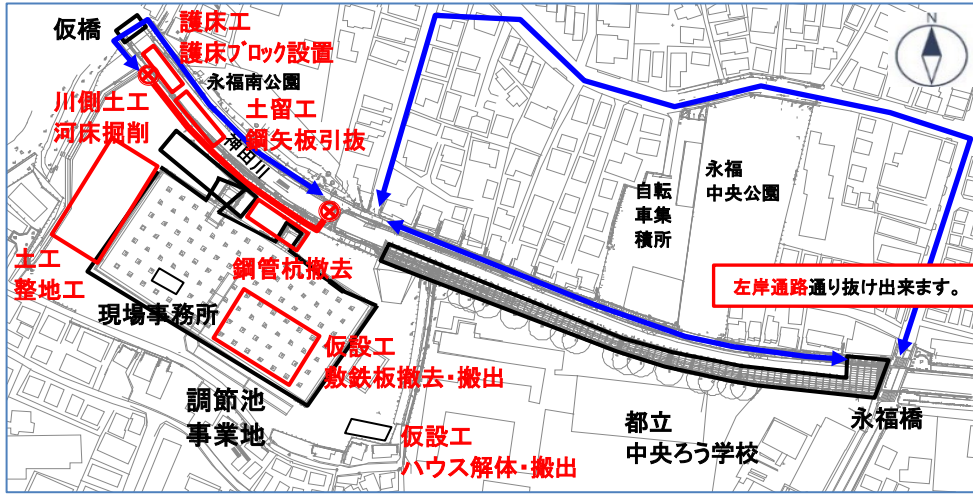 N
仮橋
護床工
護床ﾌﾞﾛｯｸ設置
永福南公園
川側土工
河床掘削
土留工
鋼矢板引抜
神田川
永福
中央公園
自転
車集
積所
左岸通路通り抜け出来ます。
土工
整地工
鋼管杭撤去
現場事務所
仮設工
敷鉄板撤去・搬出
調節池
事業地
仮設工
ハウス解体・搬出
都立
中央ろう学校
永福橋